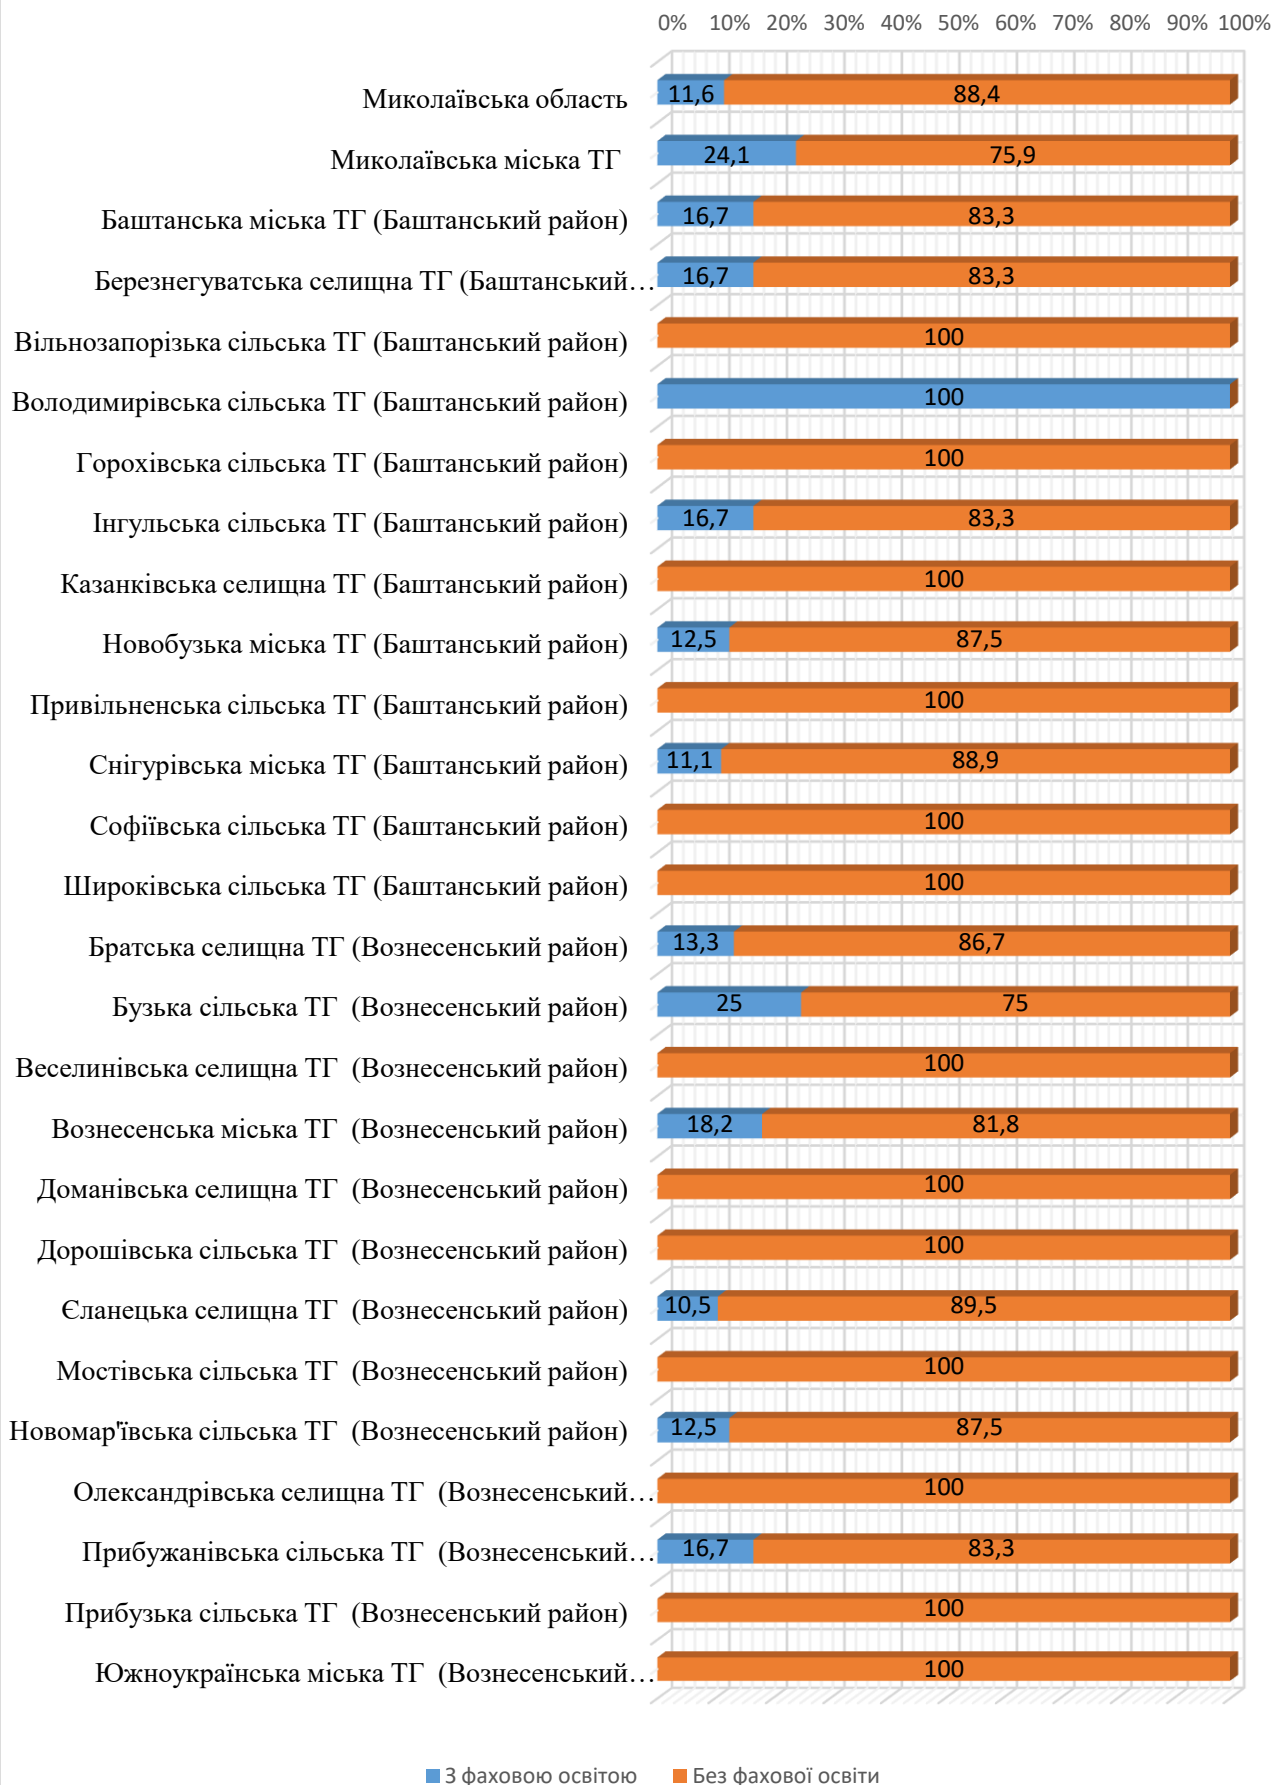 0% 10% 20% 30% 40% 50% 60% 70% 80% 90% 100%
Миколаївська область 11,6 88,4
Миколаївська міська ТГ 24,1 75,9
Баштанська міська ТГ (Баштанський район) 16,7 83,3
Березнегуватська селищна ТГ (Баштанський… 16,7 83,3
Вільнозапорізька сільська ТГ (Баштанський район) 100
Володимирівська сільська ТГ (Баштанський район) 100
Горохівська сільська ТГ (Баштанський район) 100
Інгульська сільська ТГ (Баштанський район) 16,7 83,3
Казанківська селищна ТГ (Баштанський район) 100
Новобузька міська ТГ (Баштанський район) 12,5 87,5
Привільненська сільська ТГ (Баштанський район) 100
Снігурівська міська ТГ (Баштанський район) 11,1 88,9
Софіївська сільська ТГ (Баштанський район) 100
Широківська сільська ТГ (Баштанський район) 100
Братська селищна ТГ (Вознесенський район) 13,3 86,7
Бузька сільська ТГ (Вознесенський район) 25 75
Веселинівська селищна ТГ (Вознесенський район) 100
Вознесенська міська ТГ (Вознесенський район) 18,2 81,8
Доманівська селищна ТГ (Вознесенський район) 100
Дорошівська сільська ТГ (Вознесенський район) 100
Єланецька селищна ТГ (Вознесенський район) 10,5 89,5
Мостівська сільська ТГ (Вознесенський район) 100
Новомар'ївська сільська ТГ (Вознесенський район) 12,5 87,5
Олександрівська селищна ТГ (Вознесенський… 100
Прибужанівська сільська ТГ (Вознесенський… 16,7 83,3
Прибузька сільська ТГ (Вознесенський район) 100
Южноукраїнська міська ТГ (Вознесенський… 100
З фаховою освітою Без фахової освіти